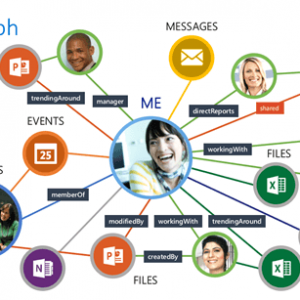 ph
MESSAGES
trendingAround
manager
ME
directReports
shared
EVENTS
25
workingWith
FILES
S
memberOf
modifiedBy
workingWith
trendingAround
createdBy
FILES
P
P
X
X
N